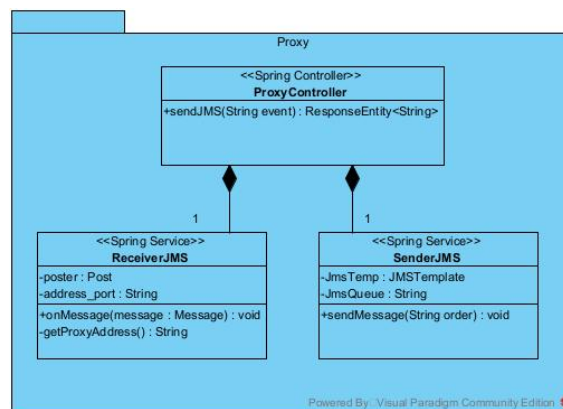 Proxy
<<Spring Controller>>
ProxyController
+sendJMS(String event) : ResponseEntity<String>
1
1
<<Spring Service>>
ReceiverJMS
-poster : Post
-address_port : String
+onMessage(message : Message) : void
-getProxyAddress() : String
<<Spring Service>>
SenderJMS
-JmsTemp : JMSTemplate
-JmsQueue : String
+sendMessage(String order) : void
Powered By Visual Paradigm Community Edition